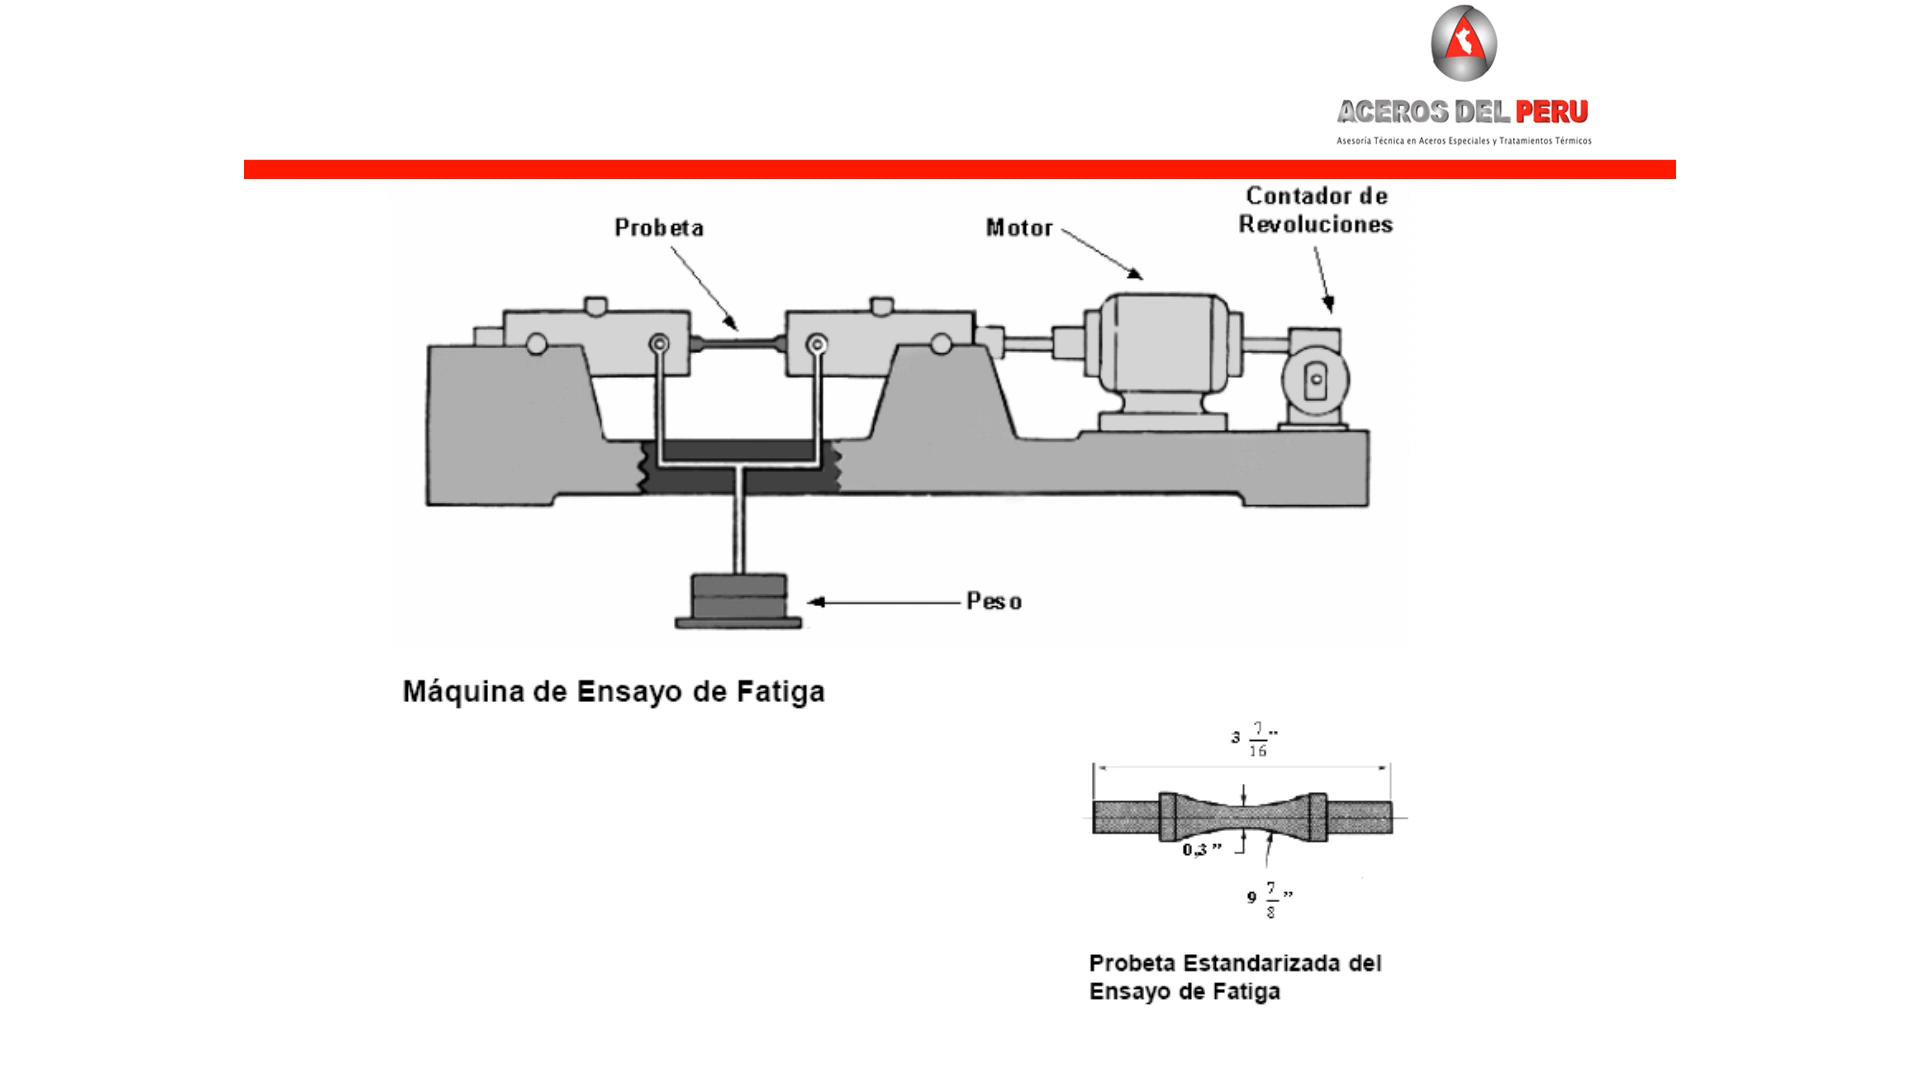 ACEROS DEL PERU
Asesoría Técnica en Aceros Especiales y Tratamientos Térmicos
Contador de
Revoluciones
Probeta
Motor
Peso
Máquina de Ensayo de Fatiga
3 7/16”
0,3”
9 7/8”
Probeta Estandarizada del
Ensayo de Fatiga